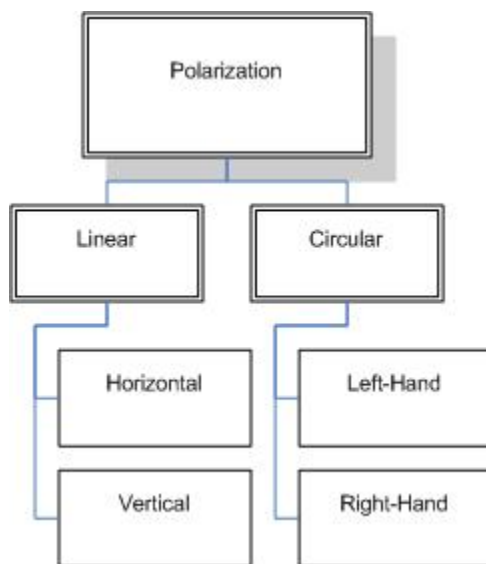 Polarization
Linear
Circular
Horizontal
Left-Hand
Vertical
Right-Hand